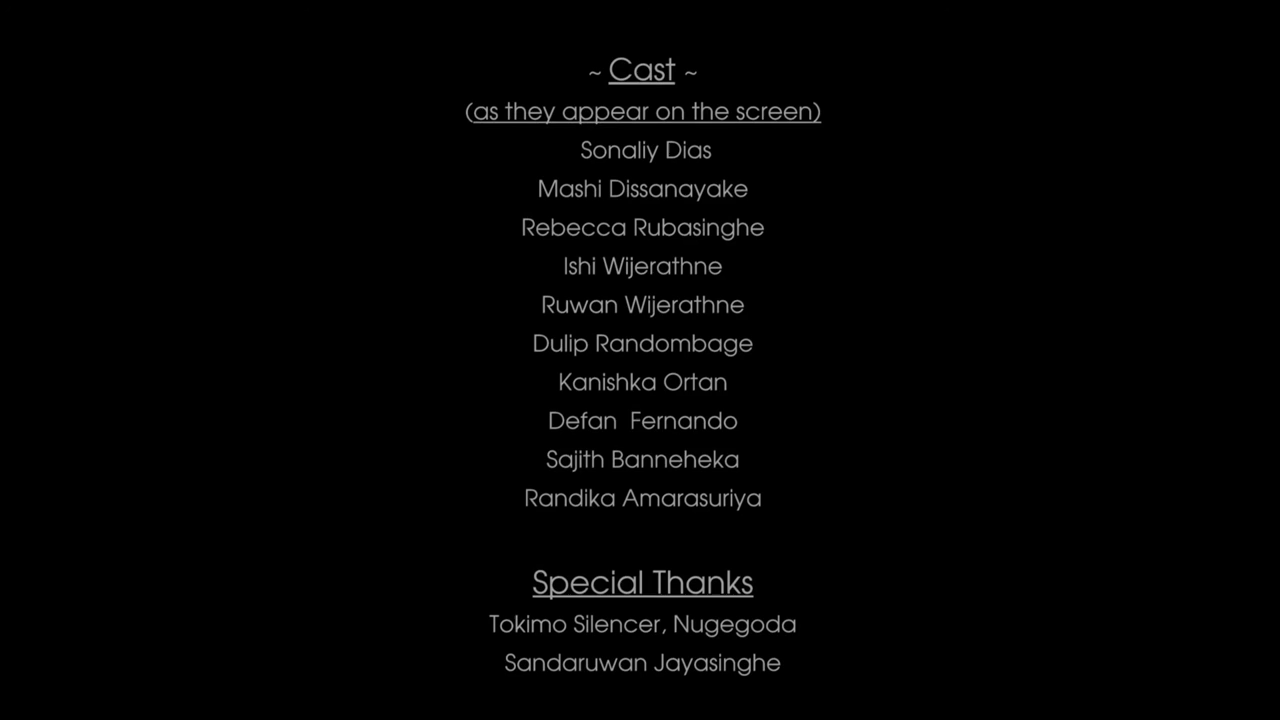 ~ Cast ~
(as they appear on the screen)
Sonaliy Dias
Mashi Dissanayake
Rebecca Rubasinghe
Ishi Wijerathne
Ruwan Wijerathne
Dulip Randombage
Kanishka Ortan
Defan  Fernando
Sajith Banneheka
Randika Amarasuriya
Special Thanks
Tokimo Silencer, Nugegoda
Sandaruwan Jayasinghe